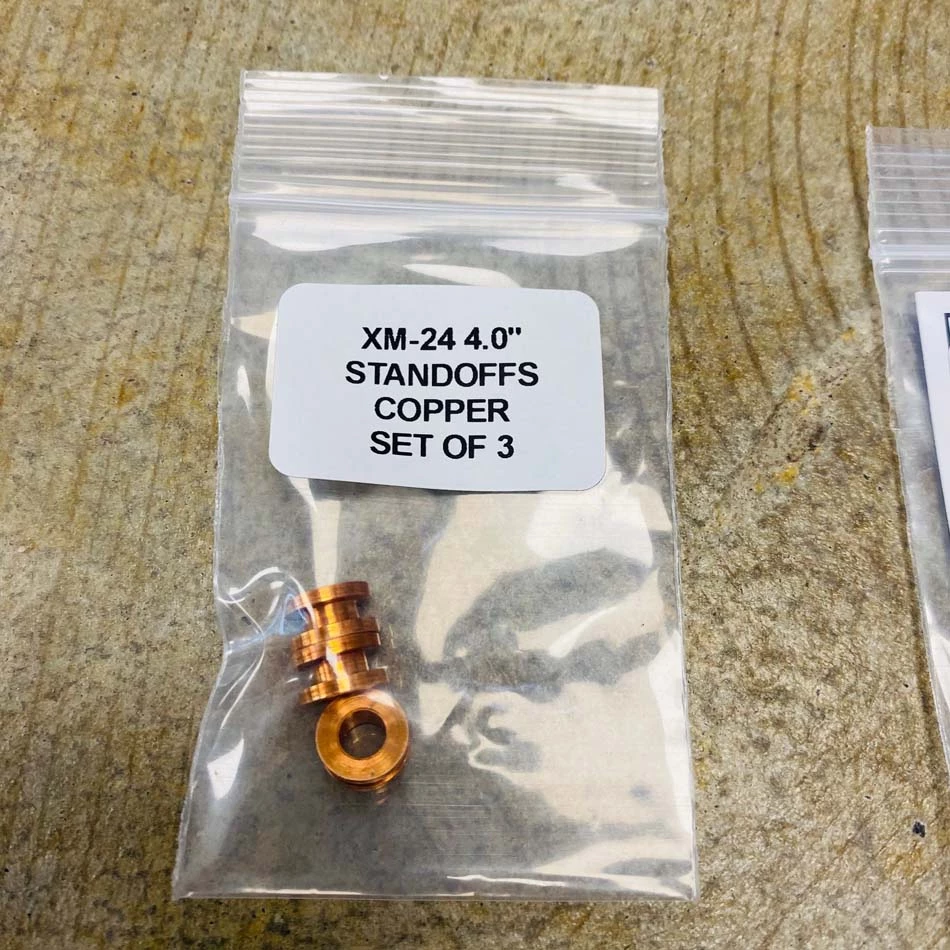 XM-24 4.0"
STANDOFFS
COPPER
SET OF 3